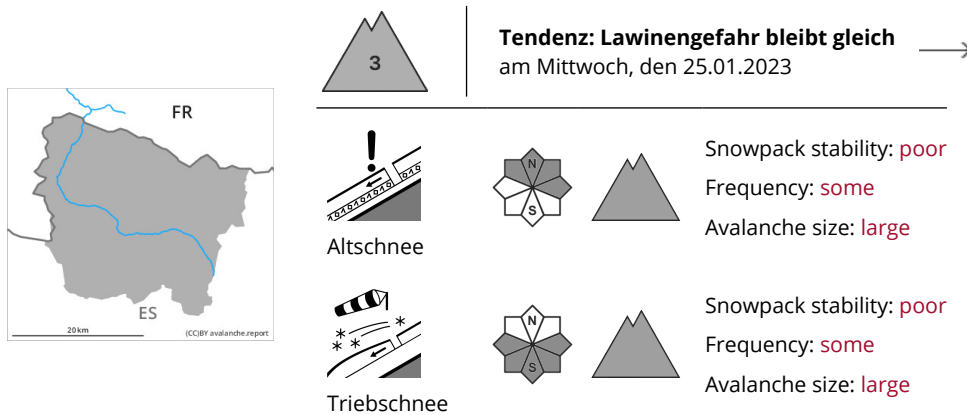 3
Tendenz: Lawinengefahr bleibt gleich
am Mittwoch, den 25.01.2023
FR
ES
20 km
(CC)BY avalanche.report
N
S
Altschnee
Snowpack stability: poor
Frequency: some
Avalanche size: large
N
S
Triebschnee
Snowpack stability: poor
Frequency: some
Avalanche size: large